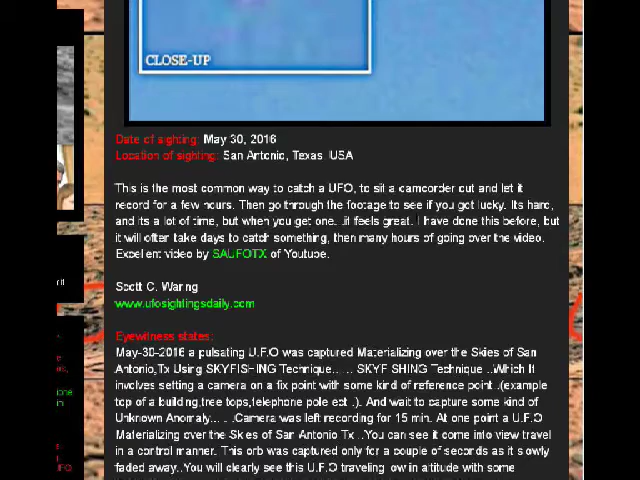 CLOSE-UP
Date of sighting: May 30, 2016
Location of sighting: San Antonio, Texas, USA
This is the most common way to catch a UFO, to sit a camcorder out and let it
record for a few hours. Then go through the footage to see if you got lucky. Its hard,
and its a lot of time, but when you get one...it feels great. I have done this before, but
it will often take days to catch something, then many hours of going over the video.
Excellent video by SAUFOTX of Youtube.
Scott C. Waring
www.ufosightingsdaily.com
Eyewitness states:
May-30-2016 a pulsating U.F.O was captured Materializing over the Skies of San
Antonio,Tx Using SKYFISHING Technique...... SKYFISHING Technique ..Which It
involves setting a camera on a fix point with some kind of reference point .(example
top of a building,tree tops,telephone pole ect .). And wait to capture some kind of
Unknown Anomaly.......Camera was left recording for 15 min. At one point a U.F.O
Materializing over the Skies of San Antonio Tx ..You can see it come into view travel
in a control manner. This orb was captured only for a couple of seconds as it slowly
faded away..You will clearly see this U.F.O traveling low in altitude with some